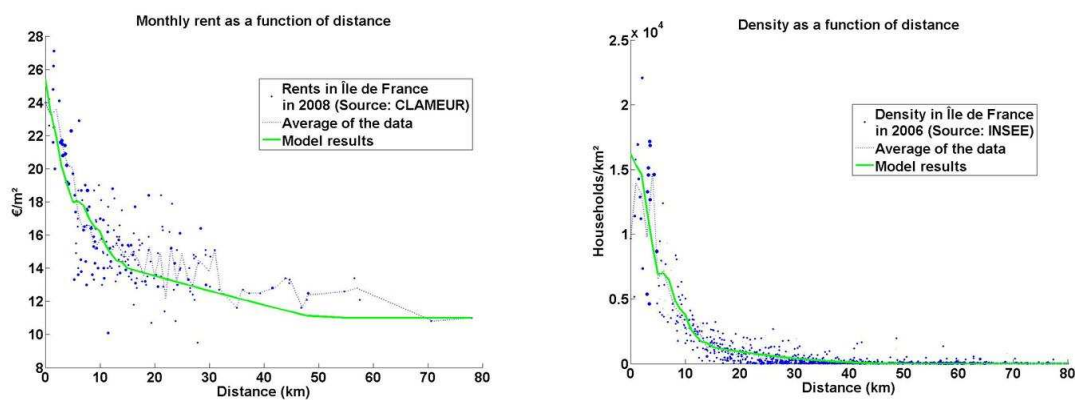 Monthly rent as a function of distance
28
26
24
22
20
18
16
14
12
10
8
€/m²
Rents in Île de France
in 2008 (Source: CLAMEUR)
Average of the data
Model results
0 10 20 30 40 50 60 70 80
Distance (km)
Density as a function of distance
x 10⁴
2.5
2
1.5
1
0.5
0
Households/km²
Density in Île de France
in 2006 (Source: INSEE)
Average of the data
Model results
0 10 20 30 40 50 60 70 80
Distance (km)